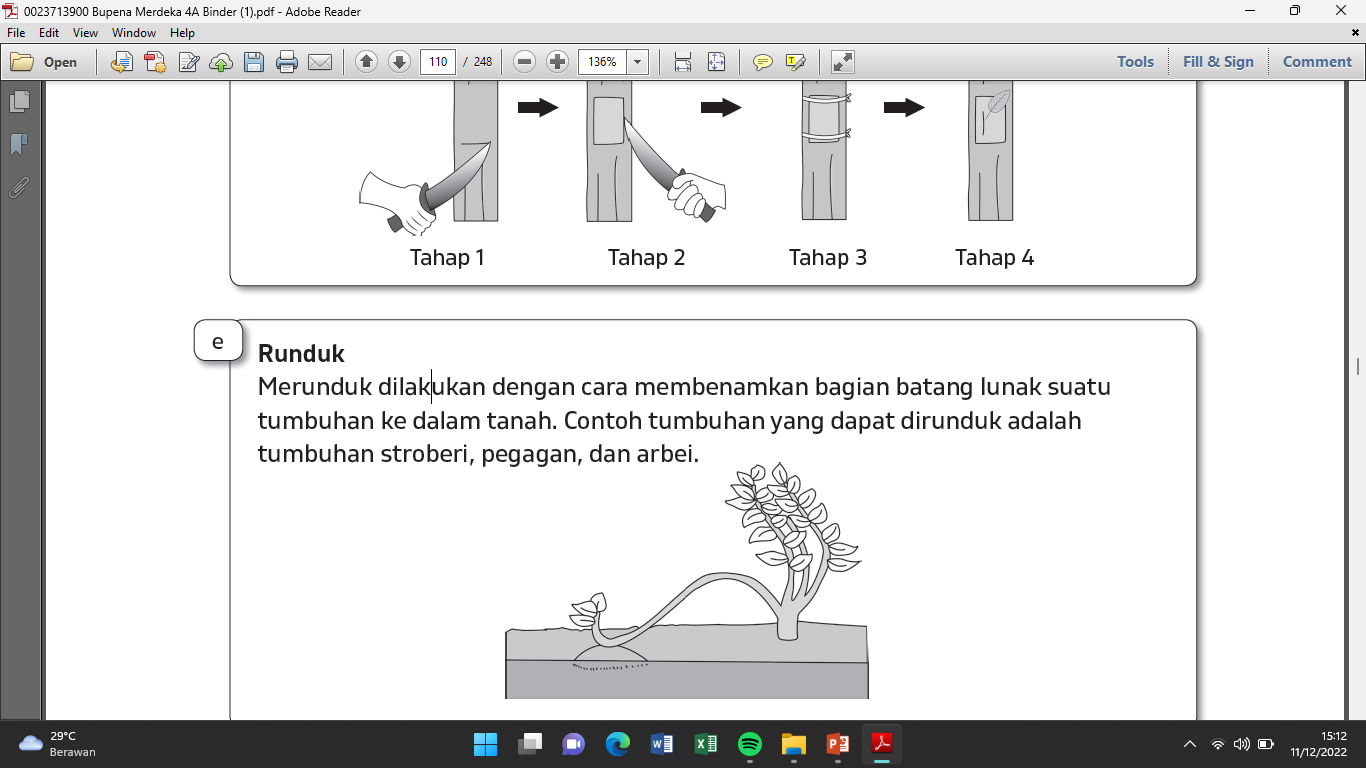 0023713900 Bupena Merdeka 4A Binder (1).pdf - Adobe Reader
File Edit View Window Help
Open 110 / 248 136% Tools Fill & Sign Comment
Tahap 1 Tahap 2 Tahap 3 Tahap 4
e
Runduk
Merunduk dilakukan dengan cara membenamkan bagian batang lunak suatu
tumbuhan ke dalam tanah. Contoh tumbuhan yang dapat dirunduk adalah
tumbuhan stroberi, pegagan, dan arbei.
29°C
Berawan
15:12
11/12/2022